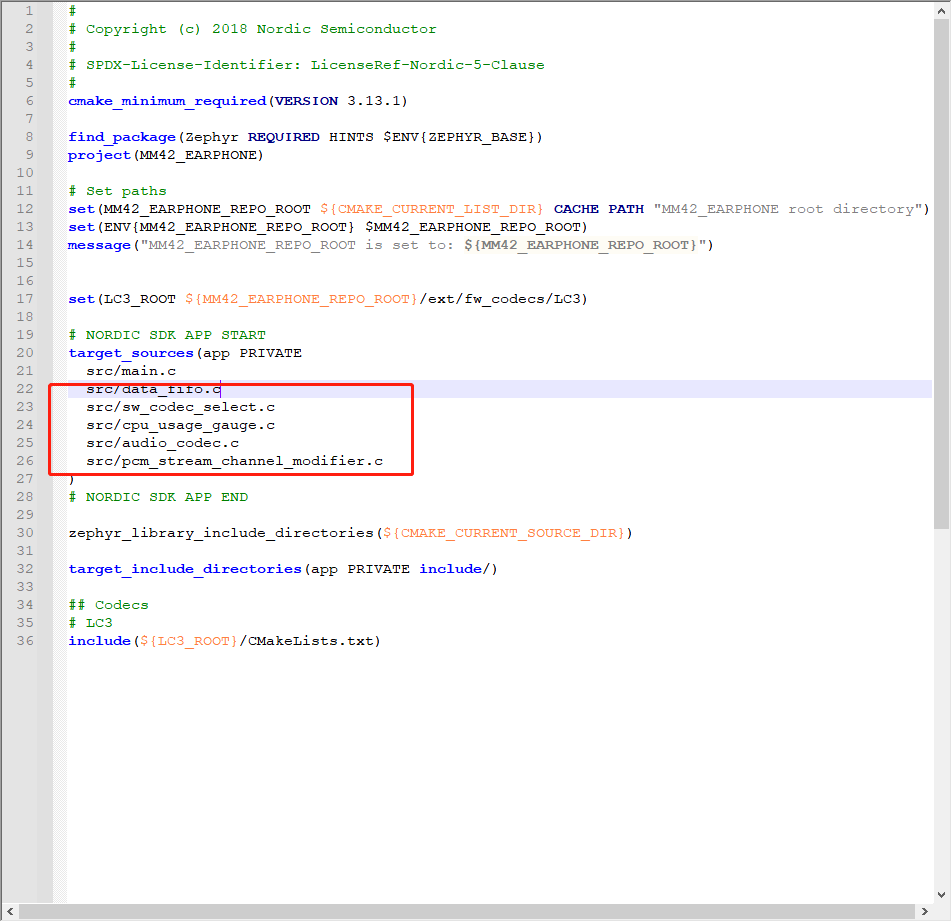 1 #
2 # Copyright (c) 2018 Nordic Semiconductor
3 #
4 # SPDX-License-Identifier: LicenseRef-Nordic-5-Clause
5 #
6 cmake_minimum_required(VERSION 3.13.1)
7
8 find_package(Zephyr REQUIRED HINTS $ENV{ZEPHYR_BASE})
9 project(MM42_EARPHONE)
10
11 # Set paths
12 set(MM42_EARPHONE_REPO_ROOT ${CMAKE_CURRENT_LIST_DIR} CACHE PATH "MM42_EARPHONE root directory")
13 set(ENV{MM42_EARPHONE_REPO_ROOT} $MM42_EARPHONE_REPO_ROOT)
14 message("MM42_EARPHONE_REPO_ROOT is set to: ${MM42_EARPHONE_REPO_ROOT}")
15
16
17 set(LC3_ROOT ${MM42_EARPHONE_REPO_ROOT}/ext/fw_codecs/LC3)
18
19 # NORDIC SDK APP START
20 target_sources(app PRIVATE
21 src/main.c
22 src/data_fifo.c
23 src/sw_codec_select.c
24 src/cpu_usage_gauge.c
25 src/audio_codec.c
26 src/pcm_stream_channel_modifier.c
27 )
28 # NORDIC SDK APP END
29
30 zephyr_library_include_directories(${CMAKE_CURRENT_SOURCE_DIR})
31
32 target_include_directories(app PRIVATE include/)
33
34 ## Codecs
35 # LC3
36 include(${LC3_ROOT}/CMakeLists.txt)